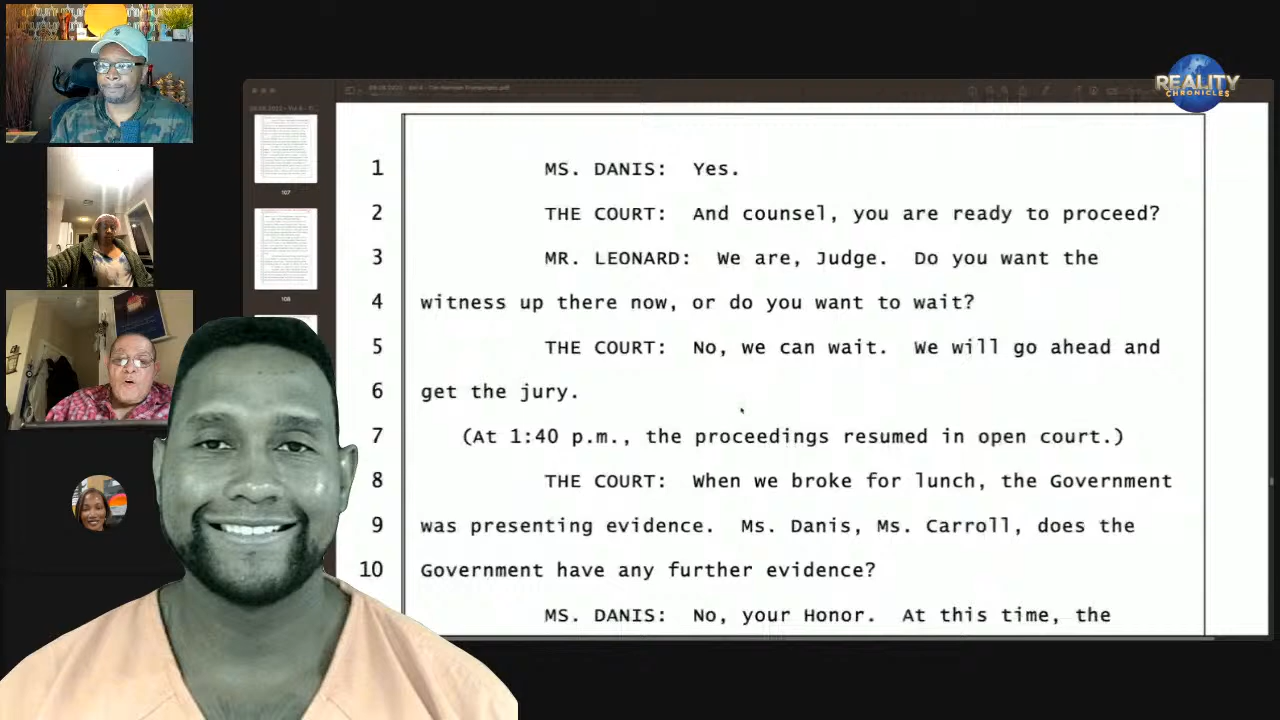 REALITY
CHRONICLES
107
108
1 MS. DANIS: Yes.
2 THE COURT: And counsel, you are ready to proceed?
3 MR. LEONARD: We are, Judge. Do you want the
4 witness up there now, or do you want to wait?
5 THE COURT: No, we can wait. We will go ahead and
6 get the jury.
7 (At 1:40 p.m., the proceedings resumed in open court.)
8 THE COURT: When we broke for lunch, the Government
9 was presenting evidence. Ms. Danis, Ms. Carroll, does the
10 Government have any further evidence?
MS. DANIS: No, your Honor. At this time, the